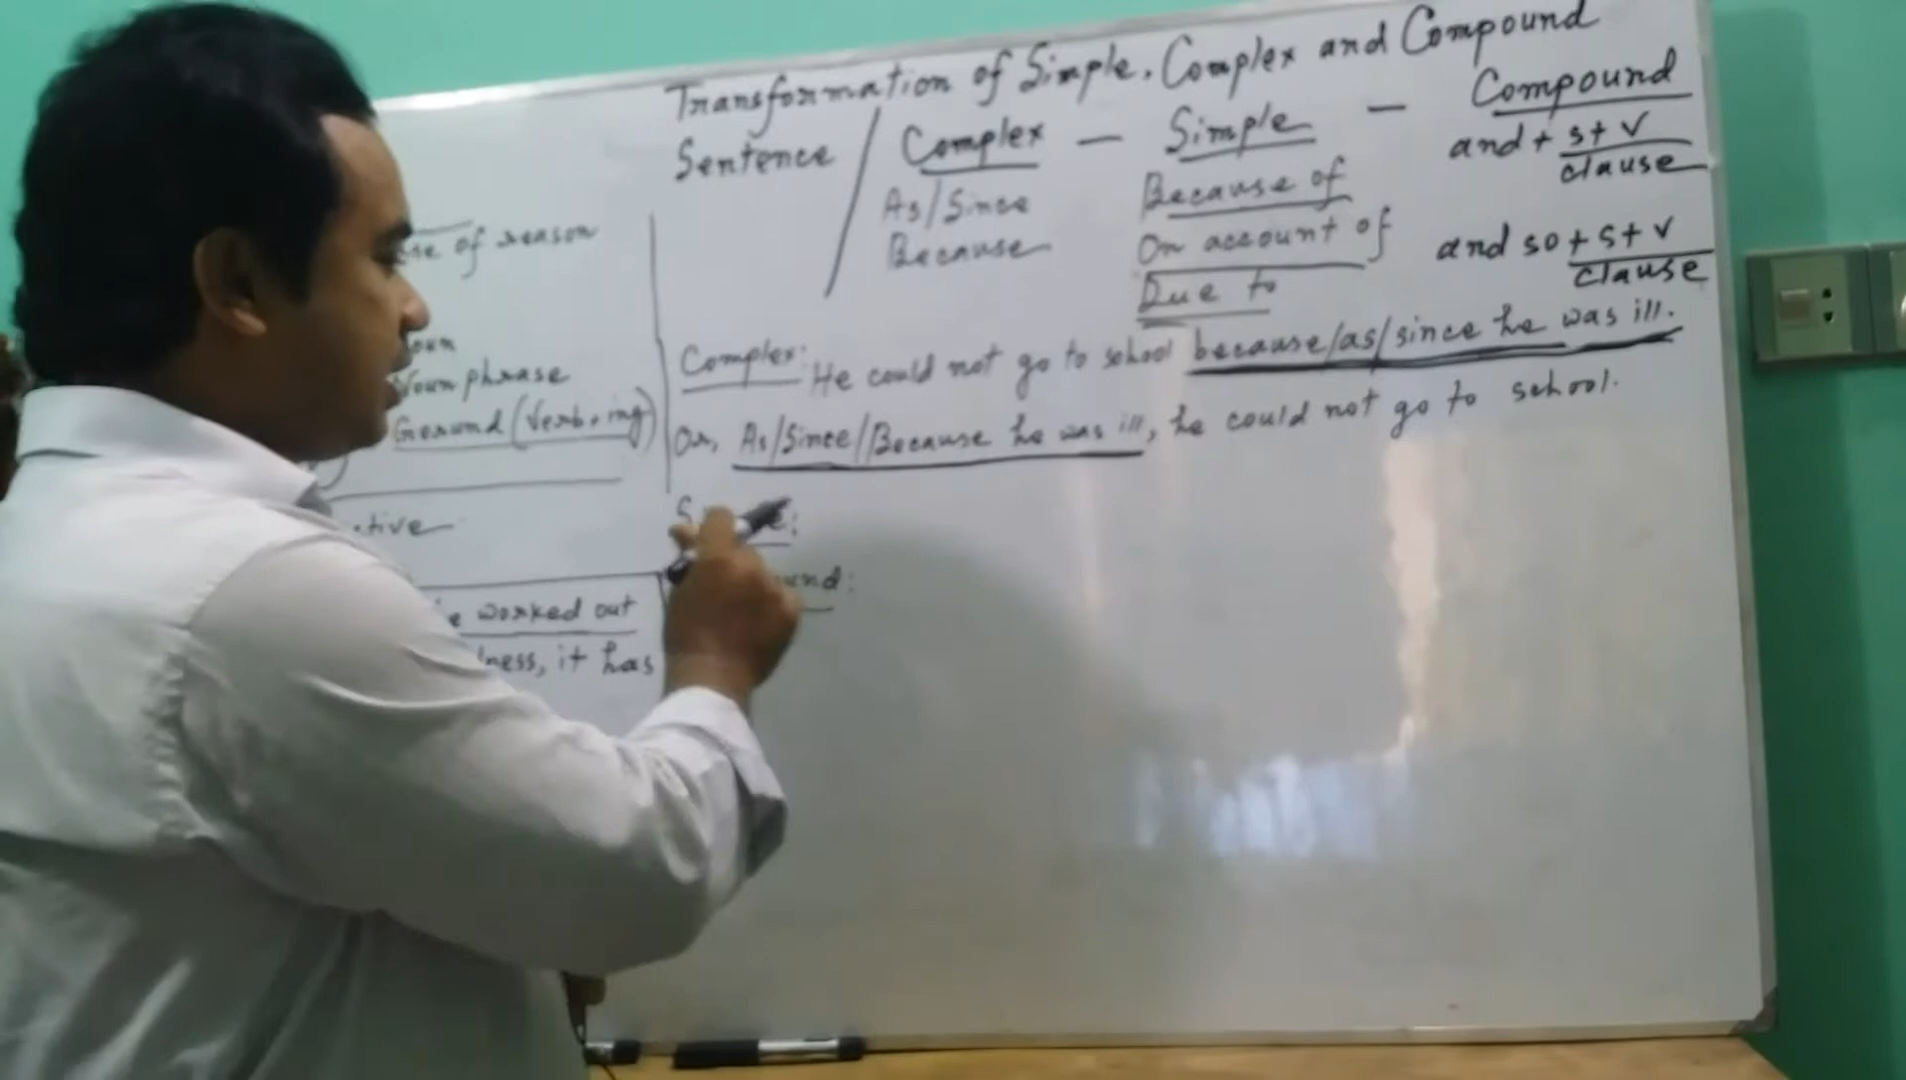 Transformation of Simple, Complex and Compound
Sentence / Complex — Simple — Compound
As/Since
Because
Because of
On account of
Due to
and + s+v
clause
and so + s+v
clause
of reason
Noun phrase
Gerund (Verb+ing)
Complex: He could not go to school because/as/since he was ill.
Or, As/Since/Because he was ill, he could not go to school.
worked out
it has